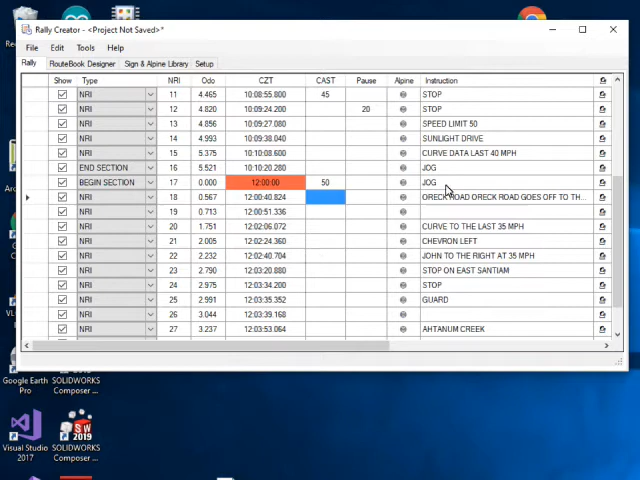 Rally Creator - <Project Not Saved>*
File Edit Tools Help
Rally RouteBook Designer Sign & Alpine Library Setup
Show Type NRI Odo CZT CAST Pause Alpine Instruction
NRI 11 4.465 10:08:55.800 45 STOP
NRI 12 4.820 10:09:24.200 20 STOP
NRI 13 4.856 10:09:27.080 SPEED LIMIT 50
NRI 14 4.993 10:09:38.040 SUNLIGHT DRIVE
NRI 15 5.375 10:10:08.600 CURVE DATA LAST 40 MPH
END SECTION 16 5.521 10:10:20.280 JOG
BEGIN SECTION 17 0.000 12:00:00 50 JOG
NRI 18 0.567 12:00:40.824 ORECK ROAD ORECK ROAD GOES OFF TO TH...
NRI 19 0.713 12:00:51.336
NRI 20 1.751 12:02:06.072 CURVE TO THE LAST 35 MPH
NRI 21 2.005 12:02:24.360 CHEVRON LEFT
NRI 22 2.232 12:02:40.704 JOHN TO THE RIGHT AT 35 MPH
NRI 23 2.790 12:03:20.880 STOP ON EAST SANTIAM
NRI 24 2.975 12:03:34.200 STOP
NRI 25 2.991 12:03:35.352 GUARD
NRI 26 3.044 12:03:39.168
NRI 27 3.237 12:03:53.064 AHTANUM CREEK
Google Earth
Pro
SOLIDWORKS
Composer ...
Visual Studio
2017
SW
2019
SOLIDWORKS
Composer ...